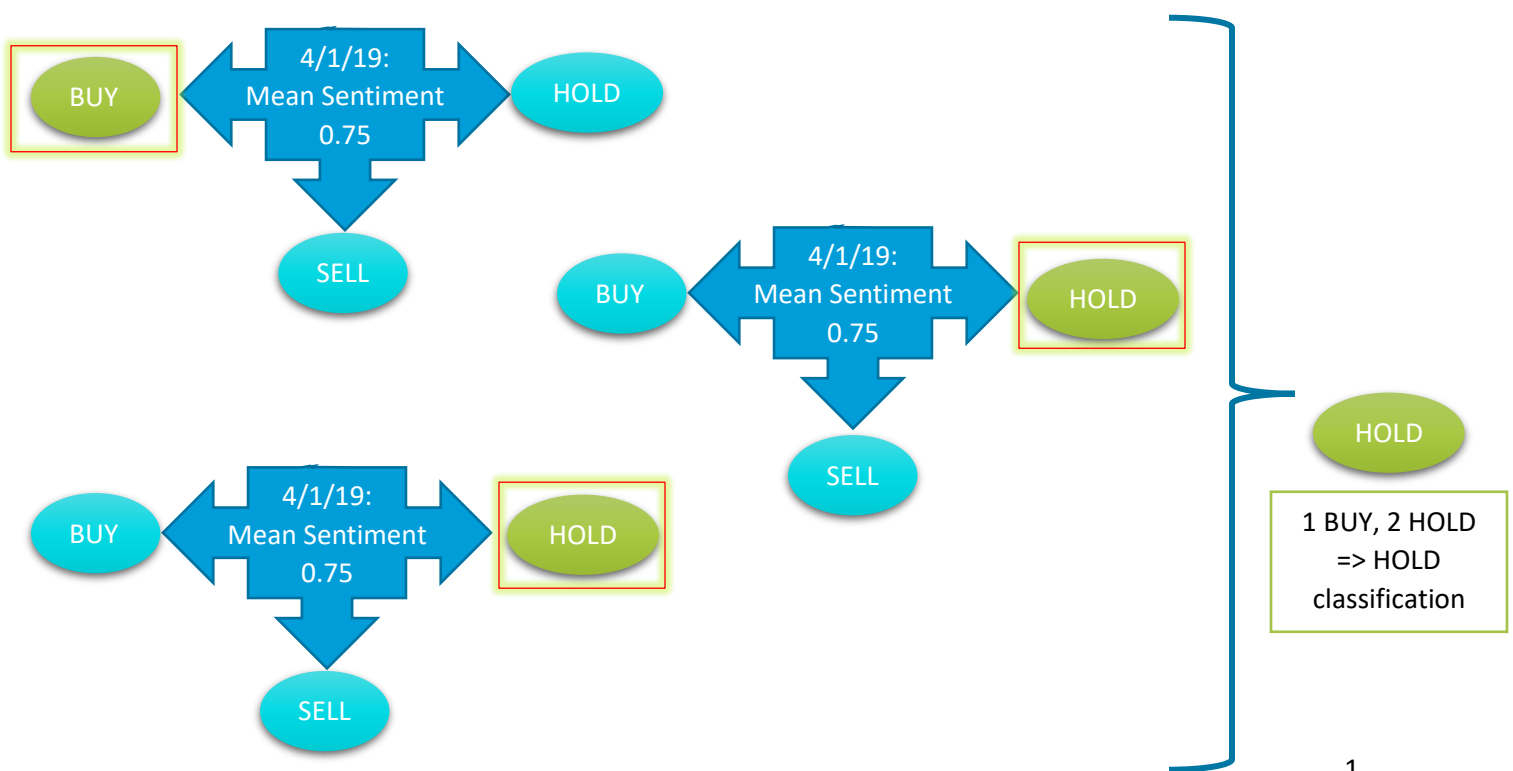 BUY
4/1/19:
Mean Sentiment
0.75
HOLD
SELL
BUY
4/1/19:
Mean Sentiment
0.75
HOLD
SELL
BUY
4/1/19:
Mean Sentiment
0.75
HOLD
SELL
HOLD
1 BUY, 2 HOLD
=> HOLD
classification
1